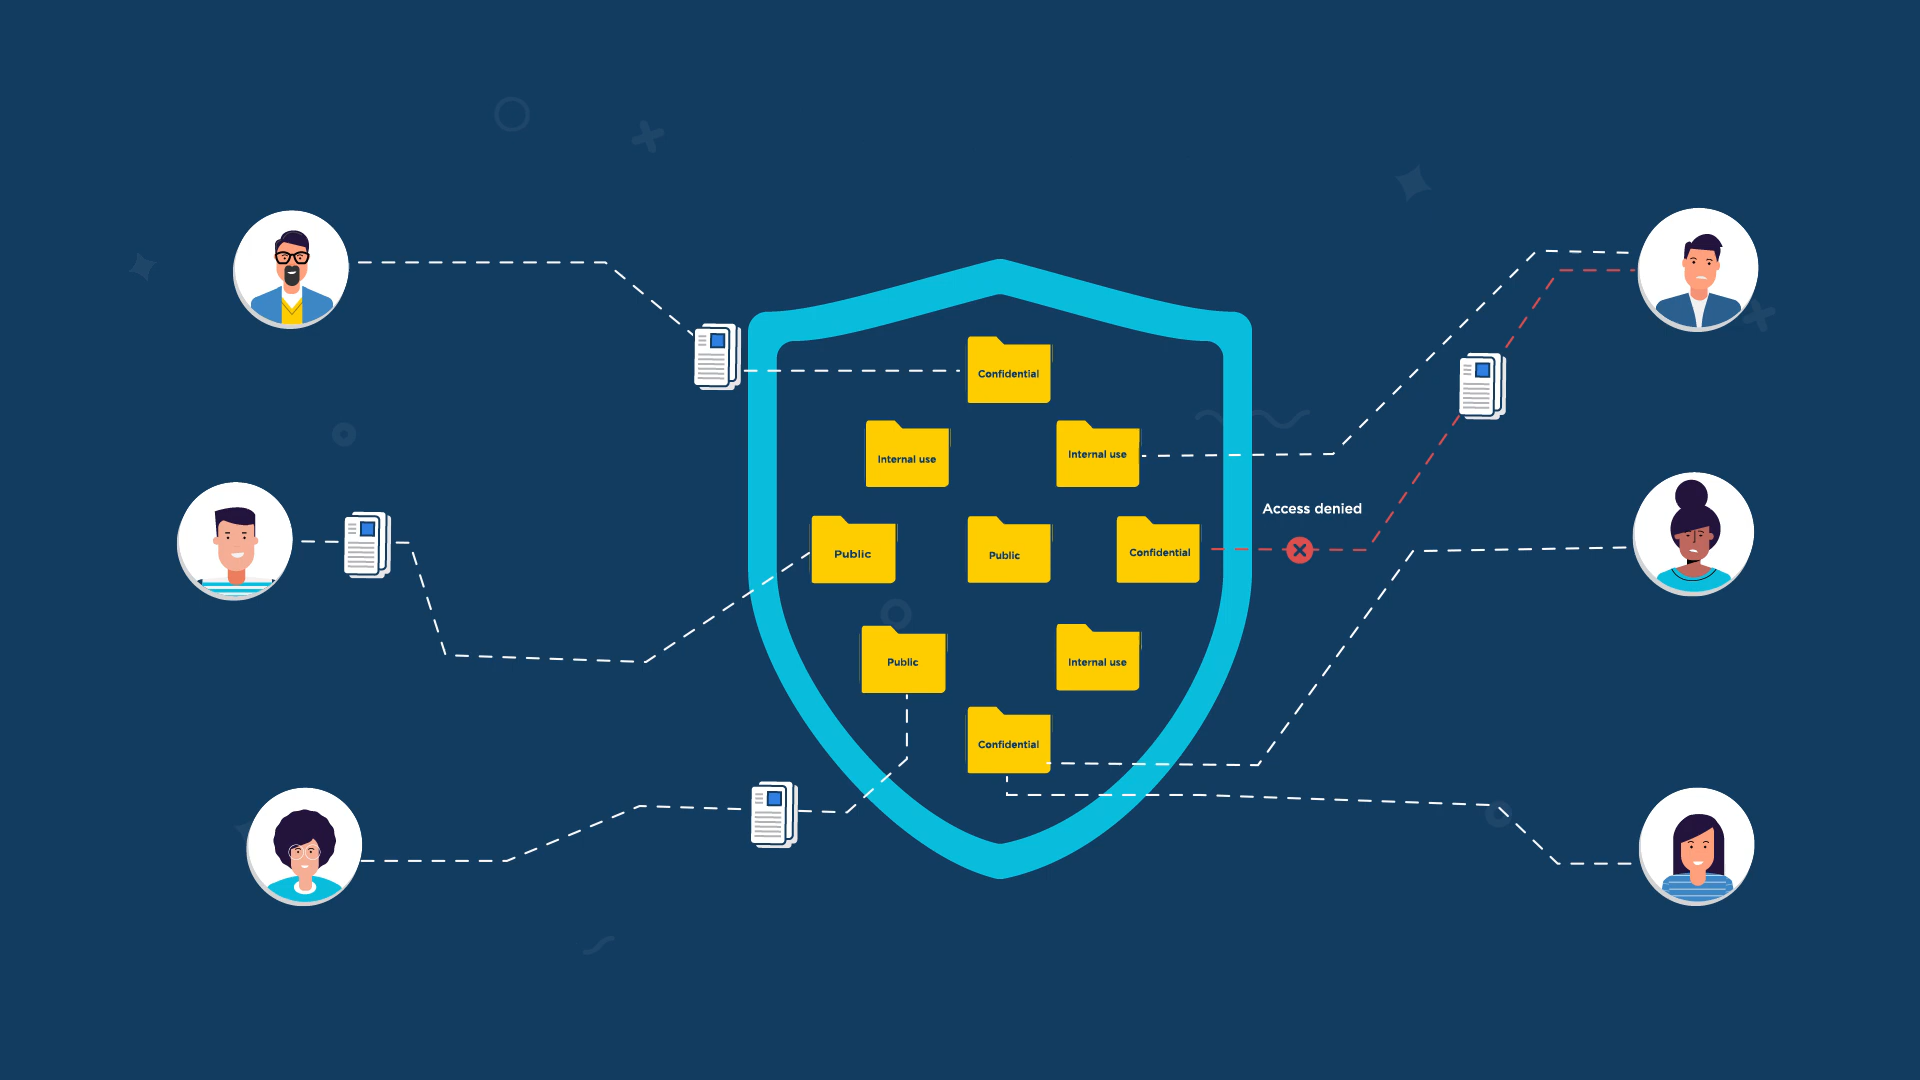 Confidential
Internal use
Internal use
Access denied
Public
Public
Confidential
Public
Internal use
Confidential